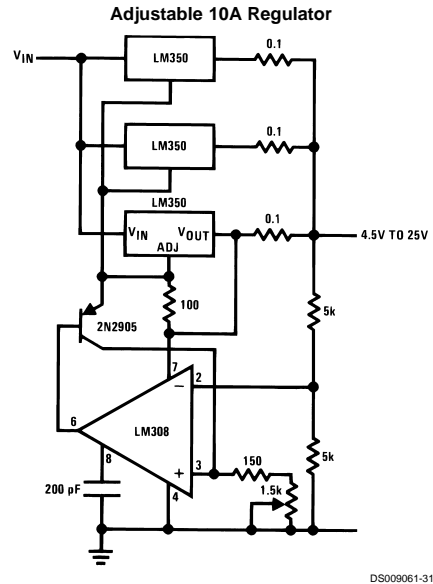 Adjustable 10A Regulator
VIN
LM350
0.1
LM350
0.1
LM350
VIN
VOUT
ADJ
0.1
4.5V TO 25V
100
5k
2N2905
7
2
6
LM308
8
3
150
5k
200 pF
4
1.5k
DS009061-31
−
+